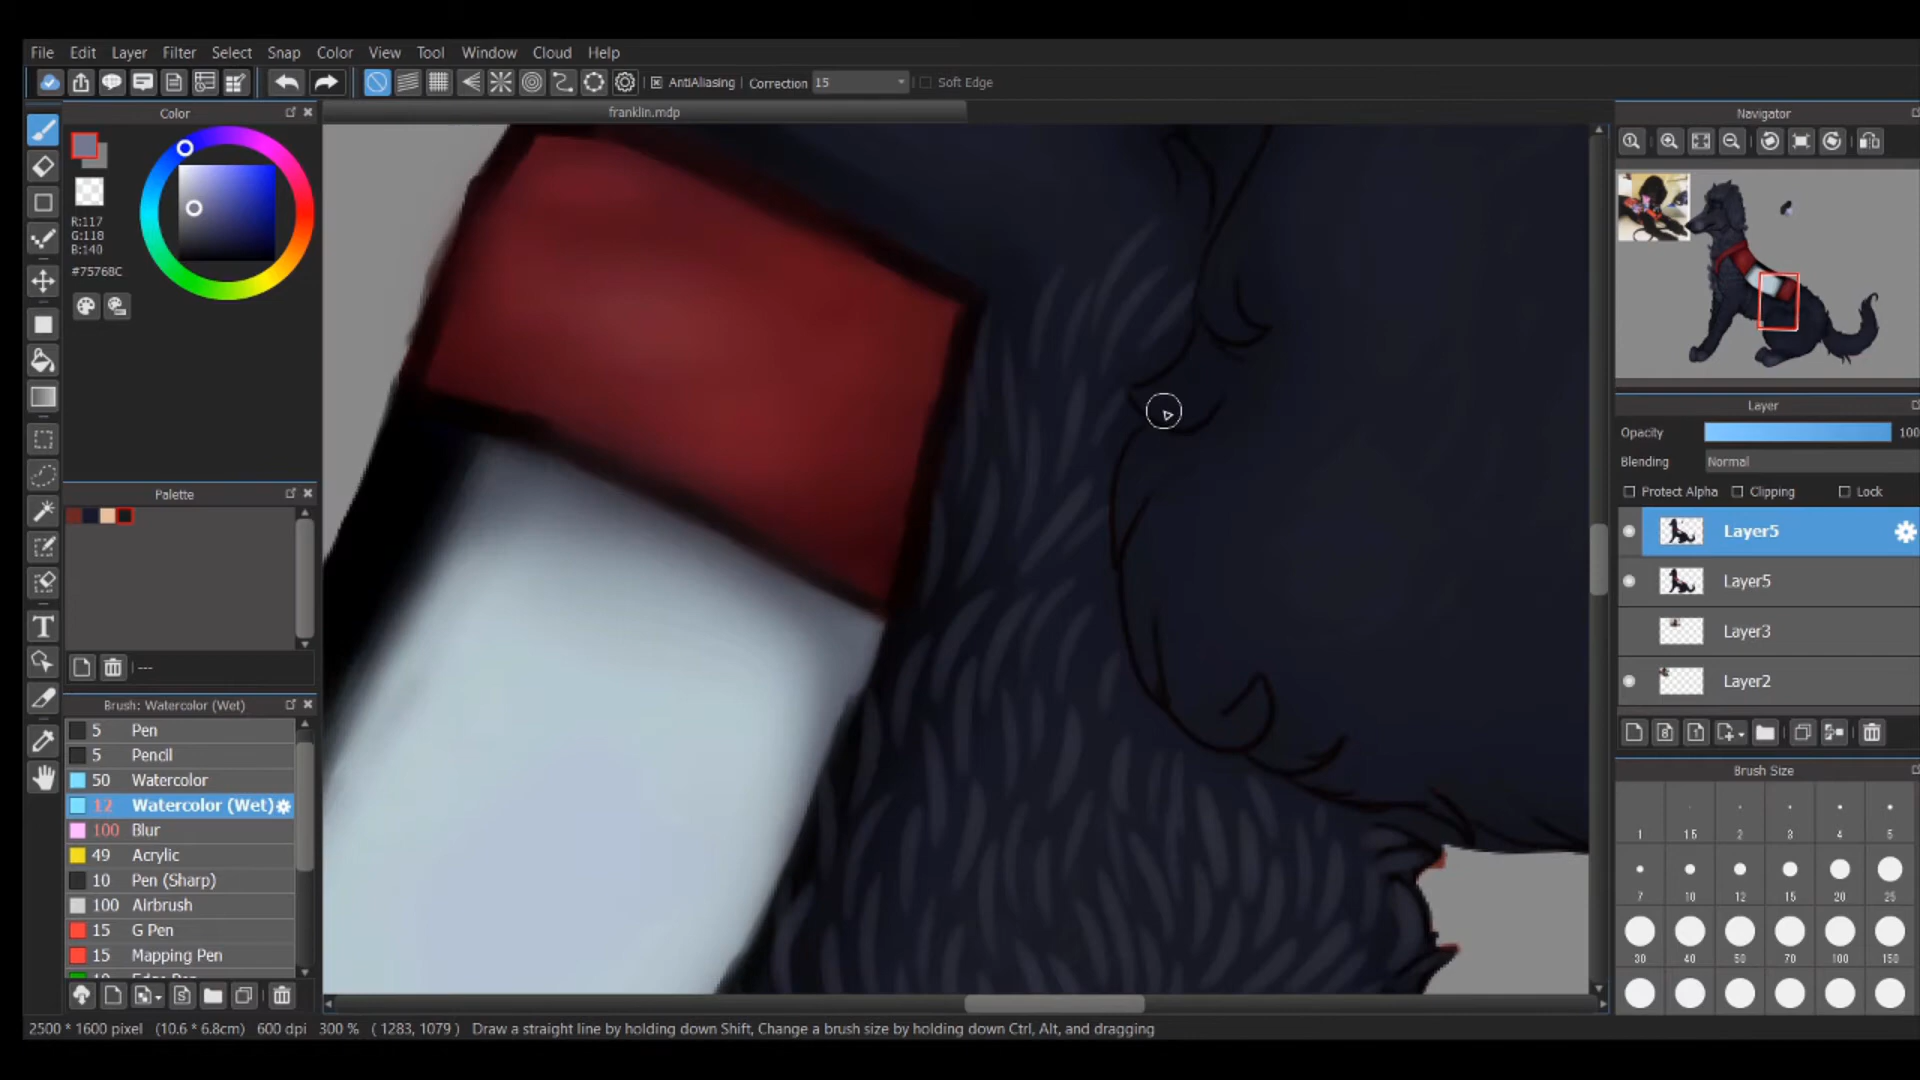 File Edit Layer Filter Select Snap Color View Tool Window Cloud Help
AntiAliasing Correction 15 Soft Edge
Color
franklin.mdp
Navigator
R:117
G:118
B:140
#75768C
Layer
Opacity 100
Blending Normal
Protect Alpha Clipping Lock
Palette
Layer5
Layer5
Layer3
Layer2
---
Brush: Watercolor (Wet)
5 Pen
5 Pencil
50 Watercolor
12 Watercolor (Wet)
100 Blur
49 Acrylic
10 Pen (Sharp)
100 Airbrush
15 G Pen
15 Mapping Pen
Brush Size
1 1.5 2 3 4 5
7 10 12 15 20 25
30 40 50 70 100 150
2500 * 1600 pixel (10.6 * 6.8cm) 600 dpi 300 % ( 1283, 1079 ) Draw a straight line by holding down Shift, Change a brush size by holding down Ctrl, Alt, and dragging